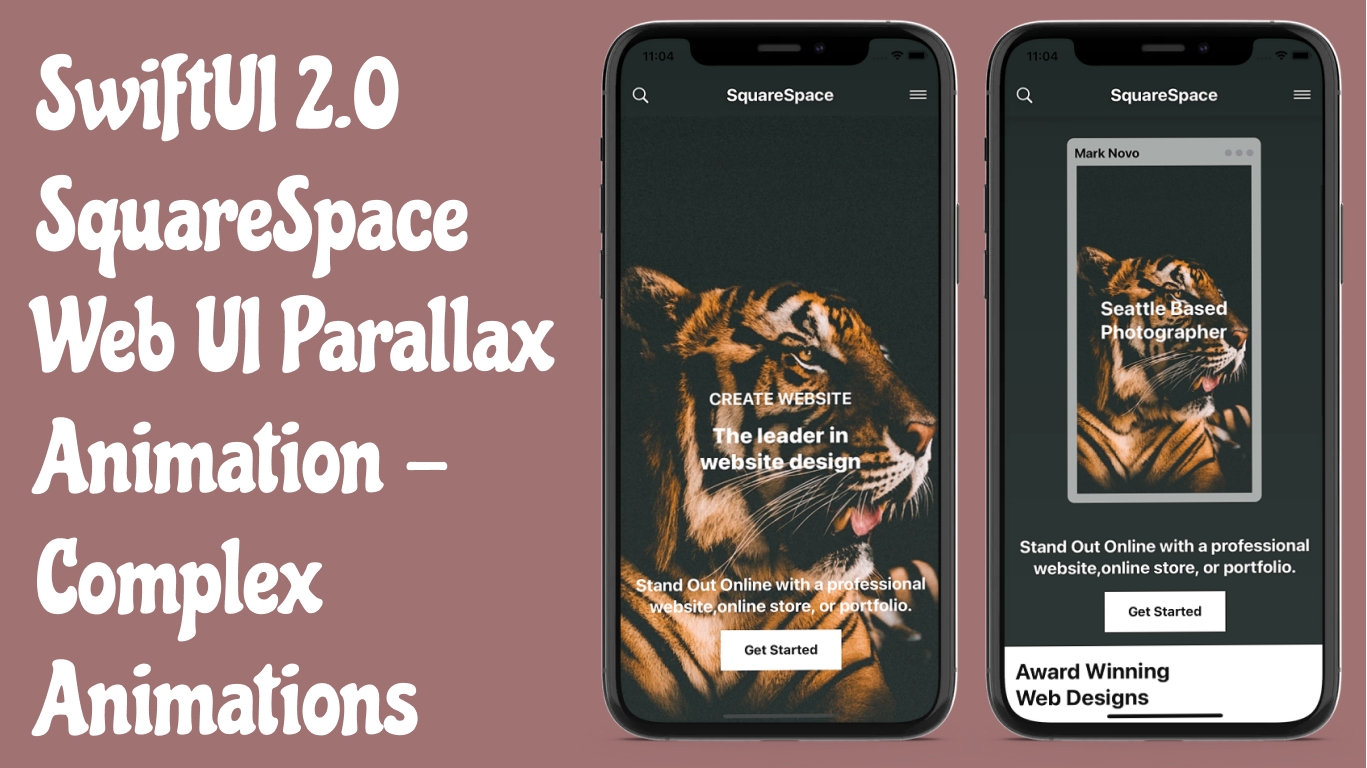 SwiftUI 2.0
SquareSpace
Web UI Parallax
Animation -
Complex
Animations
11:04
SquareSpace
CREATE WEBSITE
The leader in
website design
Stand Out Online with a professional
website,online store, or portfolio.
Get Started
11:04
SquareSpace
Mark Novo
Seattle Based
Photographer
Stand Out Online with a professional
website,online store, or portfolio.
Get Started
Award Winning
Web Designs